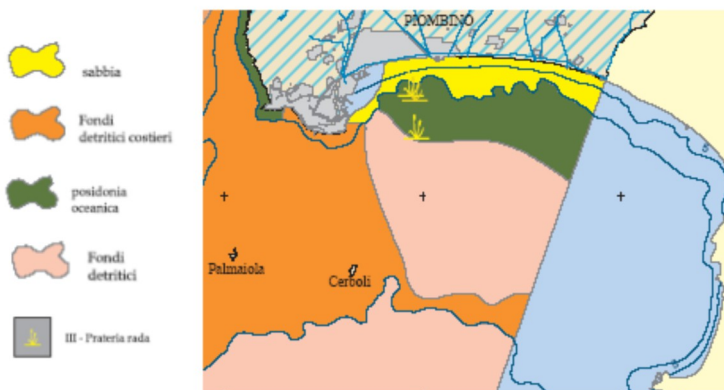 PIOMBINO
sabbia
Fondi
detritici costieri
posidonia
oceanica
Fondi
detritici
III - Prateria rada
Palmaiola
Cerboli